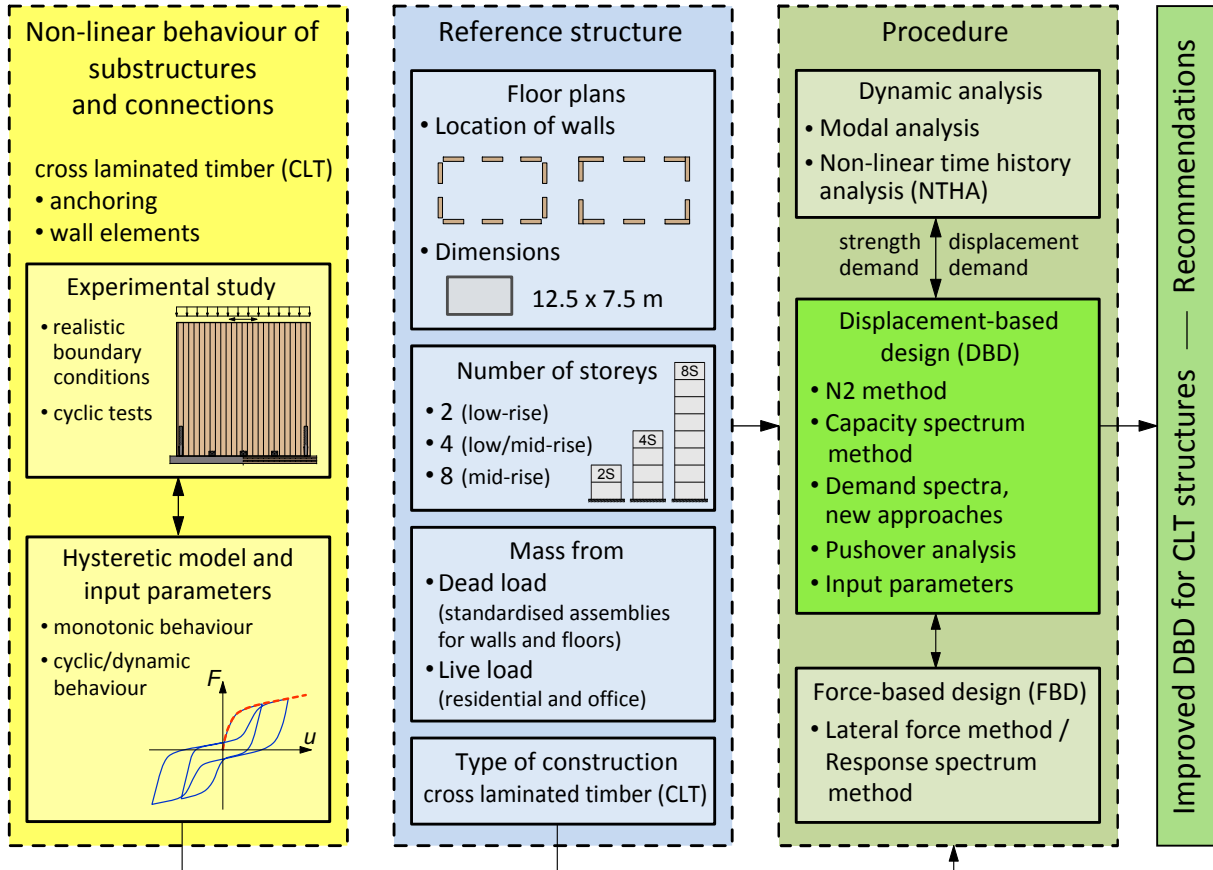 Non-linear behaviour of
substructures
and connections
cross laminated timber (CLT)
• anchoring
• wall elements
Experimental study
• realistic
boundary
conditions
• cyclic tests
Hysteretic model and
input parameters
• monotonic behaviour
• cyclic/dynamic
behaviour
F
u
Reference structure
Floor plans
• Location of walls
• Dimensions
12.5 x 7.5 m
Number of storeys
• 2 (low-rise)
• 4 (low/mid-rise)
• 8 (mid-rise)
2S
4S
8S
Mass from
• Dead load
(standardised assemblies
for walls and floors)
• Live load
(residential and office)
Type of construction
cross laminated timber (CLT)
Procedure
Dynamic analysis
• Modal analysis
• Non-linear time history
analysis (NTHA)
strength
demand
displacement
demand
Displacement-based
design (DBD)
• N2 method
• Capacity spectrum
method
• Demand spectra,
new approaches
• Pushover analysis
• Input parameters
Force-based design (FBD)
• Lateral force method /
Response spectrum
method
Improved DBD for CLT structures — Recommendations